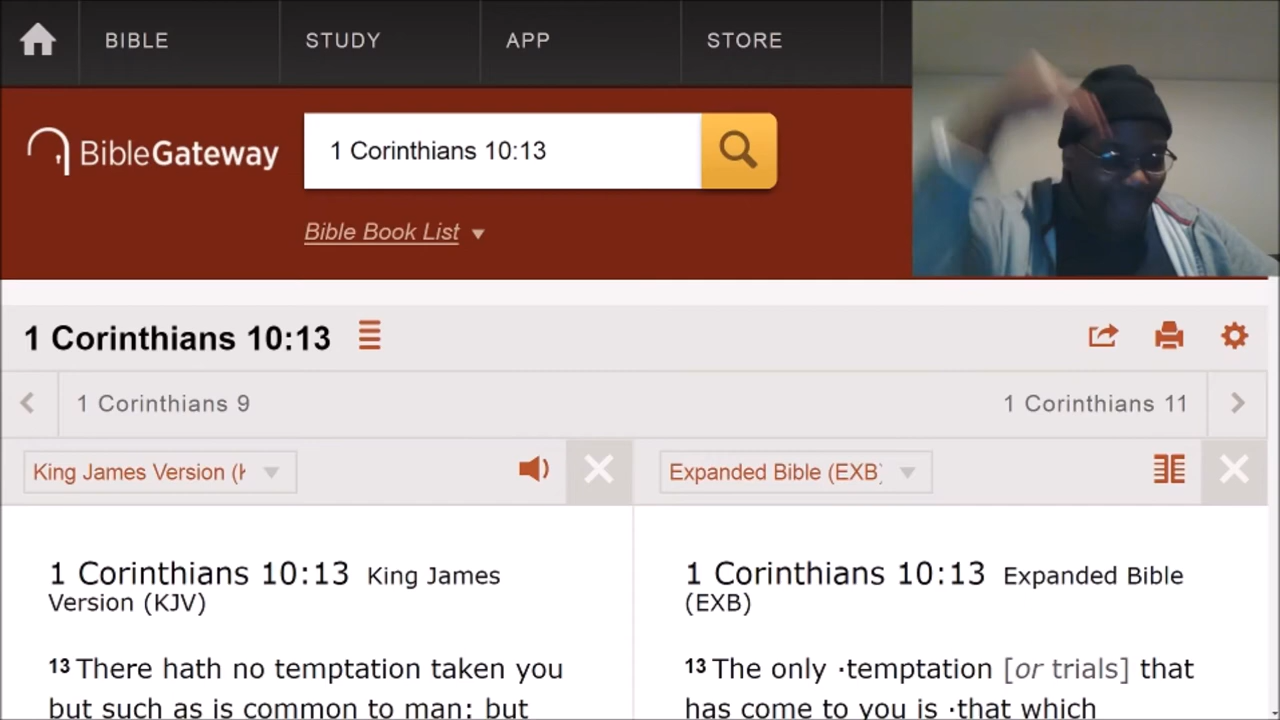 BIBLE STUDY APP STORE
BibleGateway
1 Corinthians 10:13
Bible Book List
1 Corinthians 10:13
1 Corinthians 9
1 Corinthians 11
King James Version (
Expanded Bible (EXB)
1 Corinthians 10:13 King James
Version (KJV)
13 There hath no temptation taken you
but such as is common to man: but
1 Corinthians 10:13 Expanded Bible
(EXB)
13 The only ·temptation [or trials] that
has come to you is ·that which